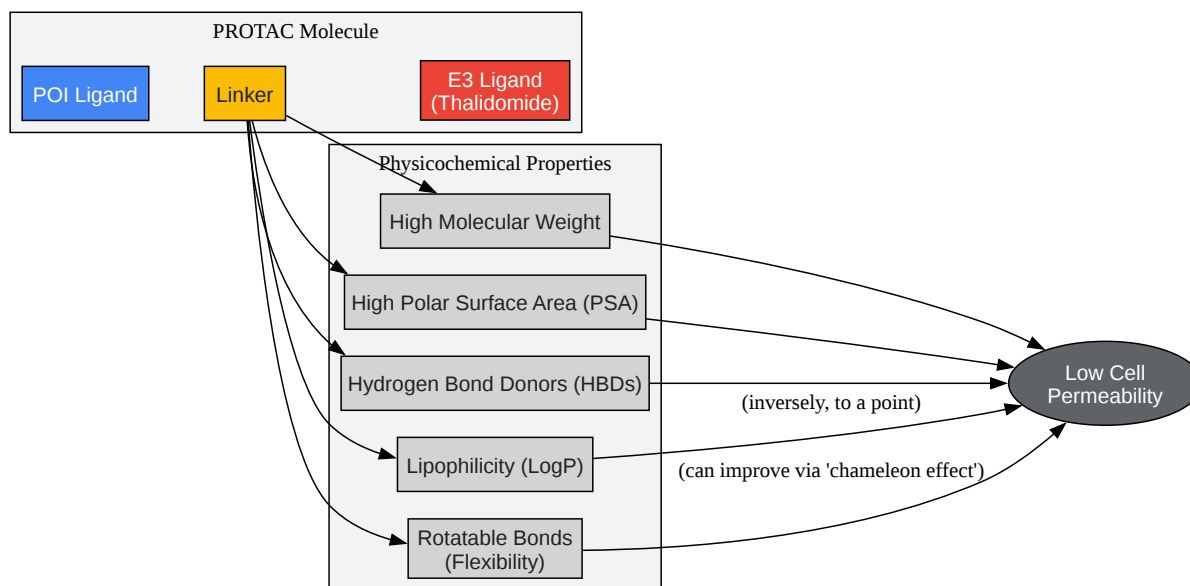 PROTAC Molecule
POI Ligand
Linker
E3 Ligand
(Thalidomide)
Physicochemical Properties
High Molecular Weight
High Polar Surface Area (PSA)
Hydrogen Bond Donors (HBDs)
Low Cell
Permeability
(inversely, to a point)
Lipophilicity (LogP)
(can improve via 'chameleon effect')
Rotatable Bonds
(Flexibility)